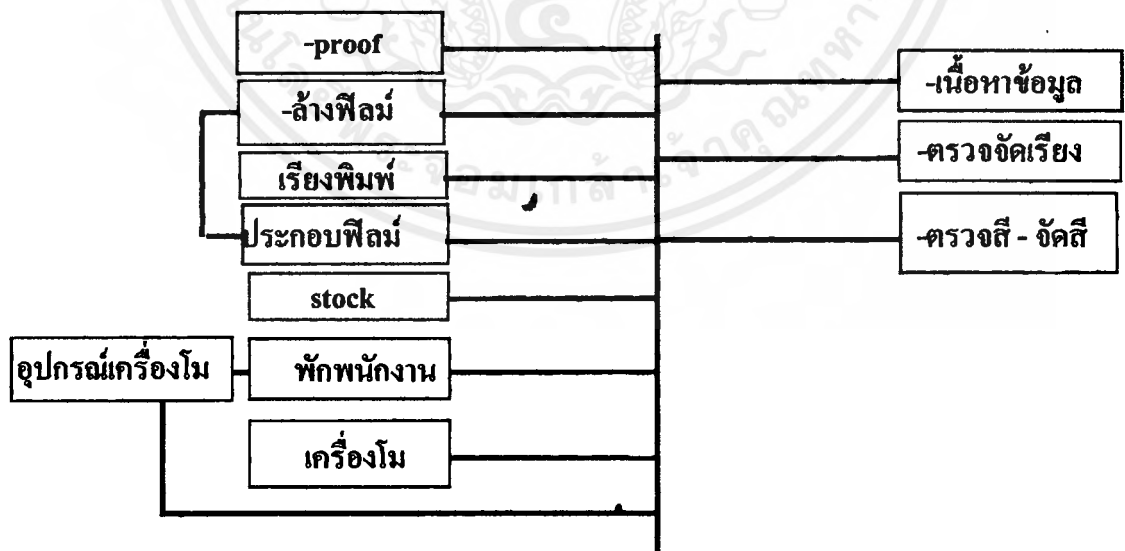 -proof
-ล้างฟีลม์
เรียงพิมพ์
ประกอบฟีลม์
stock
อุปกรณ์เครื่องโม
พักพนักงาน
เครื่องโม
-เนื้อหาข้อมูล
-ตรวจจัดเรียง
-ตรวจสี - จัดสี